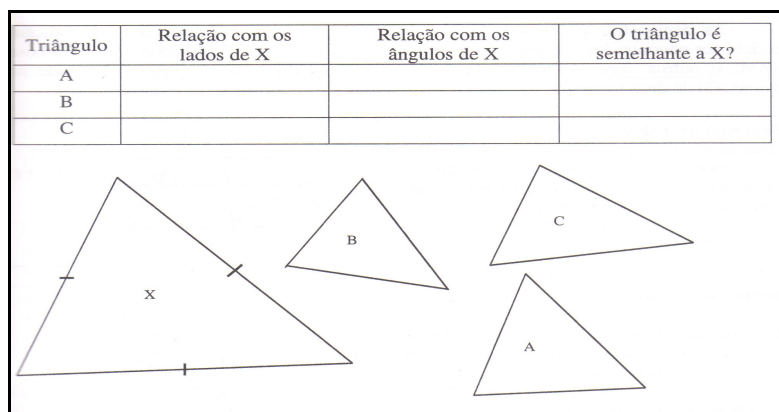 Triângulo
Relação com os
lados de X
Relação com os
ângulos de X
O triângulo é
semelhante a X?
A
B
C
X
B
C
A